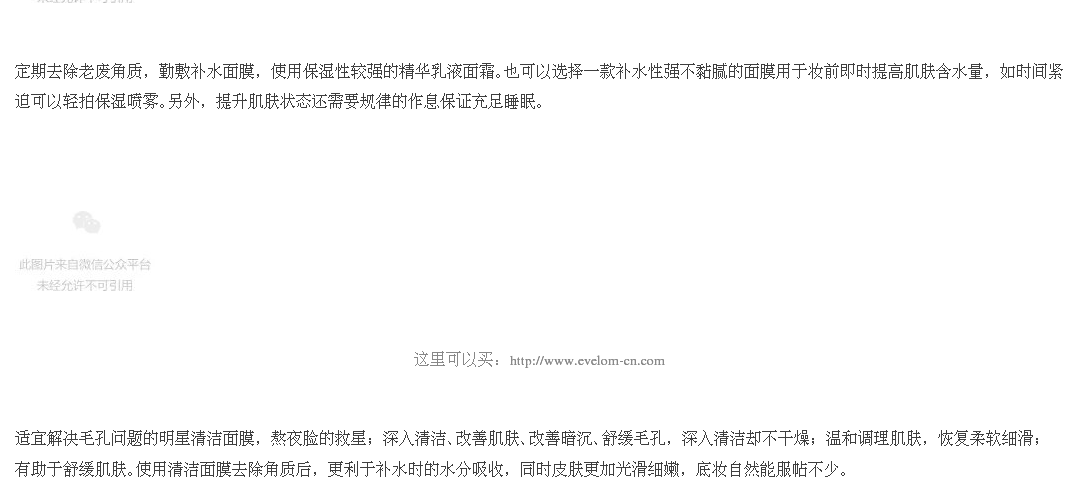 定期去除老废角质，勤敷补水面膜，使用保湿性较强的精华乳液面霜。也可以选择一款补水性强不黏腻的面膜用于妆前即时提高肌肤含水量，如时间紧
迫可以轻拍保湿喷雾。另外，提升肌肤状态还需要规律的作息保证充足睡眠。
此图片来自微信公众平台
未经允许不可引用
这里可以买：http://www.evelom-cn.com
适宜解决毛孔问题的明星清洁面膜，熬夜脸的救星；深入清洁、改善肌肤、改善暗沉、舒缓毛孔，深入清洁却不干燥；温和调理肌肤，恢复柔软细滑；
有助于舒缓肌肤。使用清洁面膜去除角质后，更利于补水时的水分吸收，同时皮肤更加光滑细嫩，底妆自然能服帖不少。